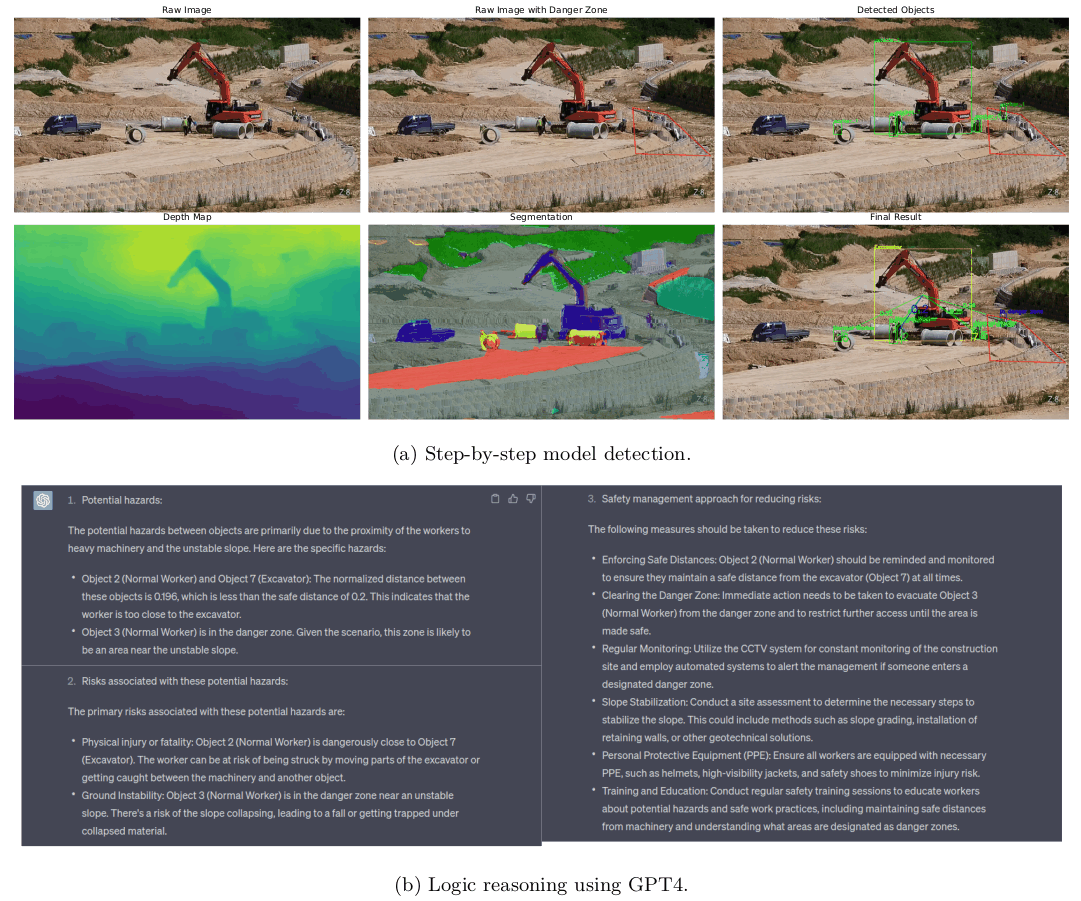 Raw Image
Raw Image with Danger Zone
Detected Objects
Depth Map
Segmentation
Final Result
(a) Step-by-step model detection.
1. Potential hazards:
The potential hazards between objects are primarily due to the proximity of the workers to
heavy machinery and the unstable slope. Here are the specific hazards:
• Object 2 (Normal Worker) and Object 7 (Excavator): The normalized distance between
these objects is 0.196, which is less than the safe distance of 0.2. This indicates that the
worker is too close to the excavator.
• Object 3 (Normal Worker) is in the danger zone. Given the scenario, this zone is likely to
be an area near the unstable slope.
2. Risks associated with these potential hazards:
The primary risks associated with these potential hazards are:
• Physical injury or fatality: Object 2 (Normal Worker) is dangerously close to Object 7
(Excavator). The worker can be at risk of being struck by moving parts of the excavator or
getting caught between the machinery and another object.
• Ground Instability: Object 3 (Normal Worker) is in the danger zone near an unstable
slope. There's a risk of the slope collapsing, leading to a fall or getting trapped under
collapsed material.
3. Safety management approach for reducing risks:
The following measures should be taken to reduce these risks:
• Enforcing Safe Distances: Object 2 (Normal Worker) should be reminded and monitored
to ensure they maintain a safe distance from the excavator (Object 7) at all times.
• Clearing the Danger Zone: Immediate action needs to be taken to evacuate Object 3
(Normal Worker) from the danger zone and to restrict further access until the area is
made safe.
• Regular Monitoring: Utilize the CCTV system for constant monitoring of the construction
site and employ automated systems to alert the management if someone enters a
designated danger zone.
• Slope Stabilization: Conduct a site assessment to determine the necessary steps to
stabilize the slope. This could include methods such as slope grading, installation of
retaining walls, or other geotechnical solutions.
• Personal Protective Equipment (PPE): Ensure all workers are equipped with necessary
PPE, such as helmets, high-visibility jackets, and safety shoes to minimize injury risk.
• Training and Education: Conduct regular safety training sessions to educate workers
about potential hazards and safe work practices, including maintaining safe distances
from machinery and understanding what areas are designated as danger zones.
(b) Logic reasoning using GPT4.